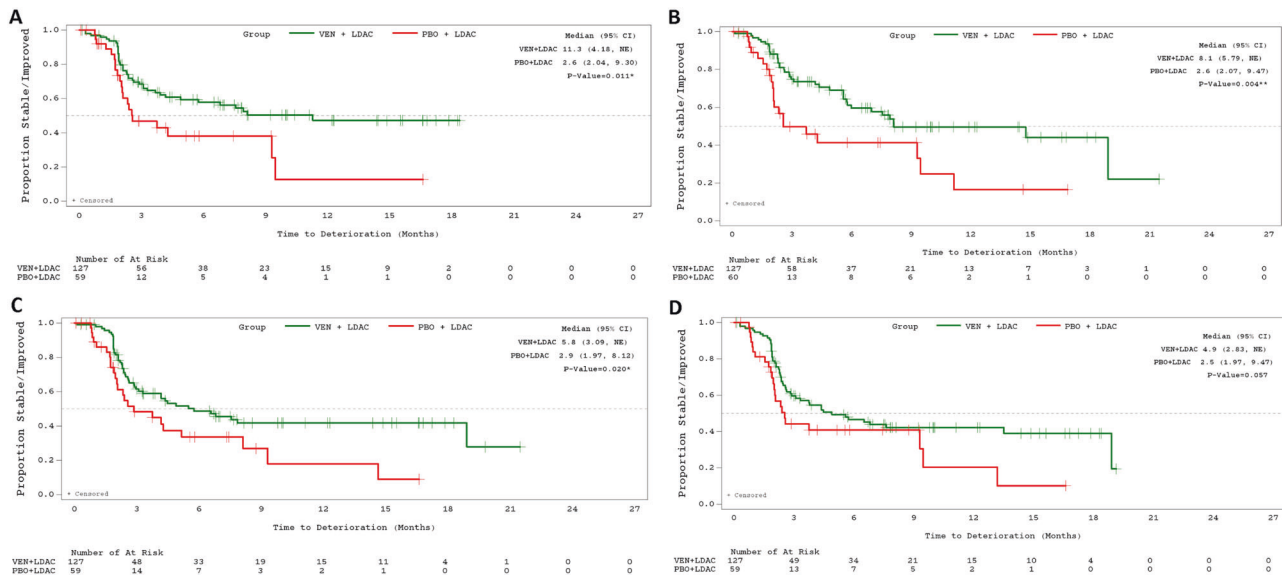 A
Proportion Stable/Improved
1.0
0.8
0.6
0.4
0.2
0.0
Group VEN + LDAC PBO + LDAC
Median (95% CI)
VEN+LDAC 11.3 (4.18, NE)
PBO+LDAC 2.6 (2.04, 9.30)
P-Value=0.011*
+ Censored
0 3 6 9 12 15 18 21 24 27
Time to Deterioration (Months)
Number of At Risk
VEN+LDAC 127 56 38 23 15 9 2 0 0 0
PBO+LDAC 59 12 5 4 1 1 0 0 0 0
B
Proportion Stable/Improved
1.0
0.8
0.6
0.4
0.2
0.0
Group VEN + LDAC PBO + LDAC
Median (95% CI)
VEN+LDAC 8.1 (5.79, NE)
PBO+LDAC 2.6 (2.07, 9.47)
P-Value=0.004**
+ Censored
0 3 6 9 12 15 18 21 24 27
Time to Deterioration (Months)
Number of At Risk
VEN+LDAC 127 58 37 21 13 7 3 1 0 0
PBO+LDAC 60 13 8 6 2 1 0 0 0 0
C
Proportion Stable/Improved
1.0
0.8
0.6
0.4
0.2
0.0
Group VEN + LDAC PBO + LDAC
Median (95% CI)
VEN+LDAC 5.8 (3.09, NE)
PBO+LDAC 2.9 (1.97, 8.12)
P-Value=0.020*
+ Censored
0 3 6 9 12 15 18 21 24 27
Time to Deterioration (Months)
Number of At Risk
VEN+LDAC 127 48 33 19 15 11 4 1 0 0
PBO+LDAC 59 14 7 3 2 1 0 0 0 0
D
Proportion Stable/Improved
1.0
0.8
0.6
0.4
0.2
0.0
Group VEN + LDAC PBO + LDAC
Median (95% CI)
VEN+LDAC 4.9 (2.83, NE)
PBO+LDAC 2.5 (1.97, 9.47)
P-Value=0.057
+ Censored
0 3 6 9 12 15 18 21 24 27
Time to Deterioration (Months)
Number of At Risk
VEN+LDAC 127 49 34 21 15 10 4 0 0 0
PBO+LDAC 59 13 7 5 2 1 0 0 0 0